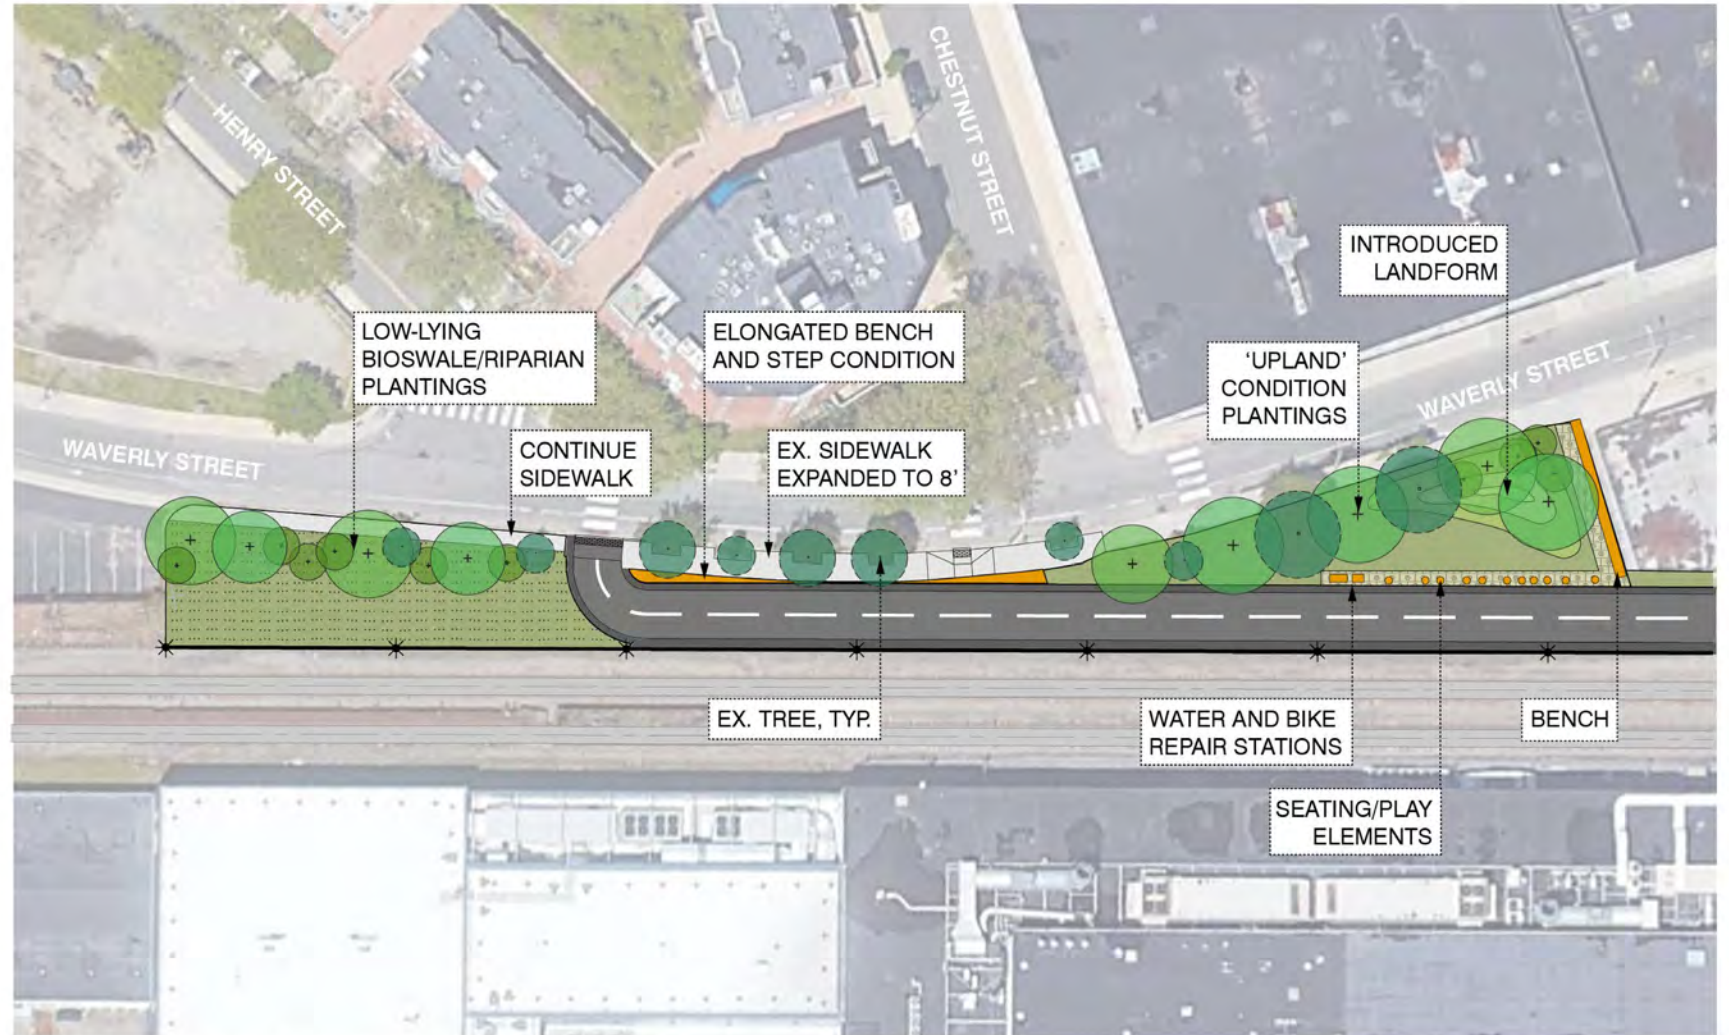 HENRY STREET
CHESTNUT STREET
INTRODUCED
LANDFORM
LOW-LYING
BIOSWALE/RIPARIAN
PLANTINGS
ELONGATED BENCH
AND STEP CONDITION
'UPLAND'
CONDITION
PLANTINGS
WAVERLY STREET
WAVERLY STREET
CONTINUE
SIDEWALK
EX. SIDEWALK
EXPANDED TO 8'
EX. TREE, TYP.
WATER AND BIKE
REPAIR STATIONS
BENCH
SEATING/PLAY
ELEMENTS